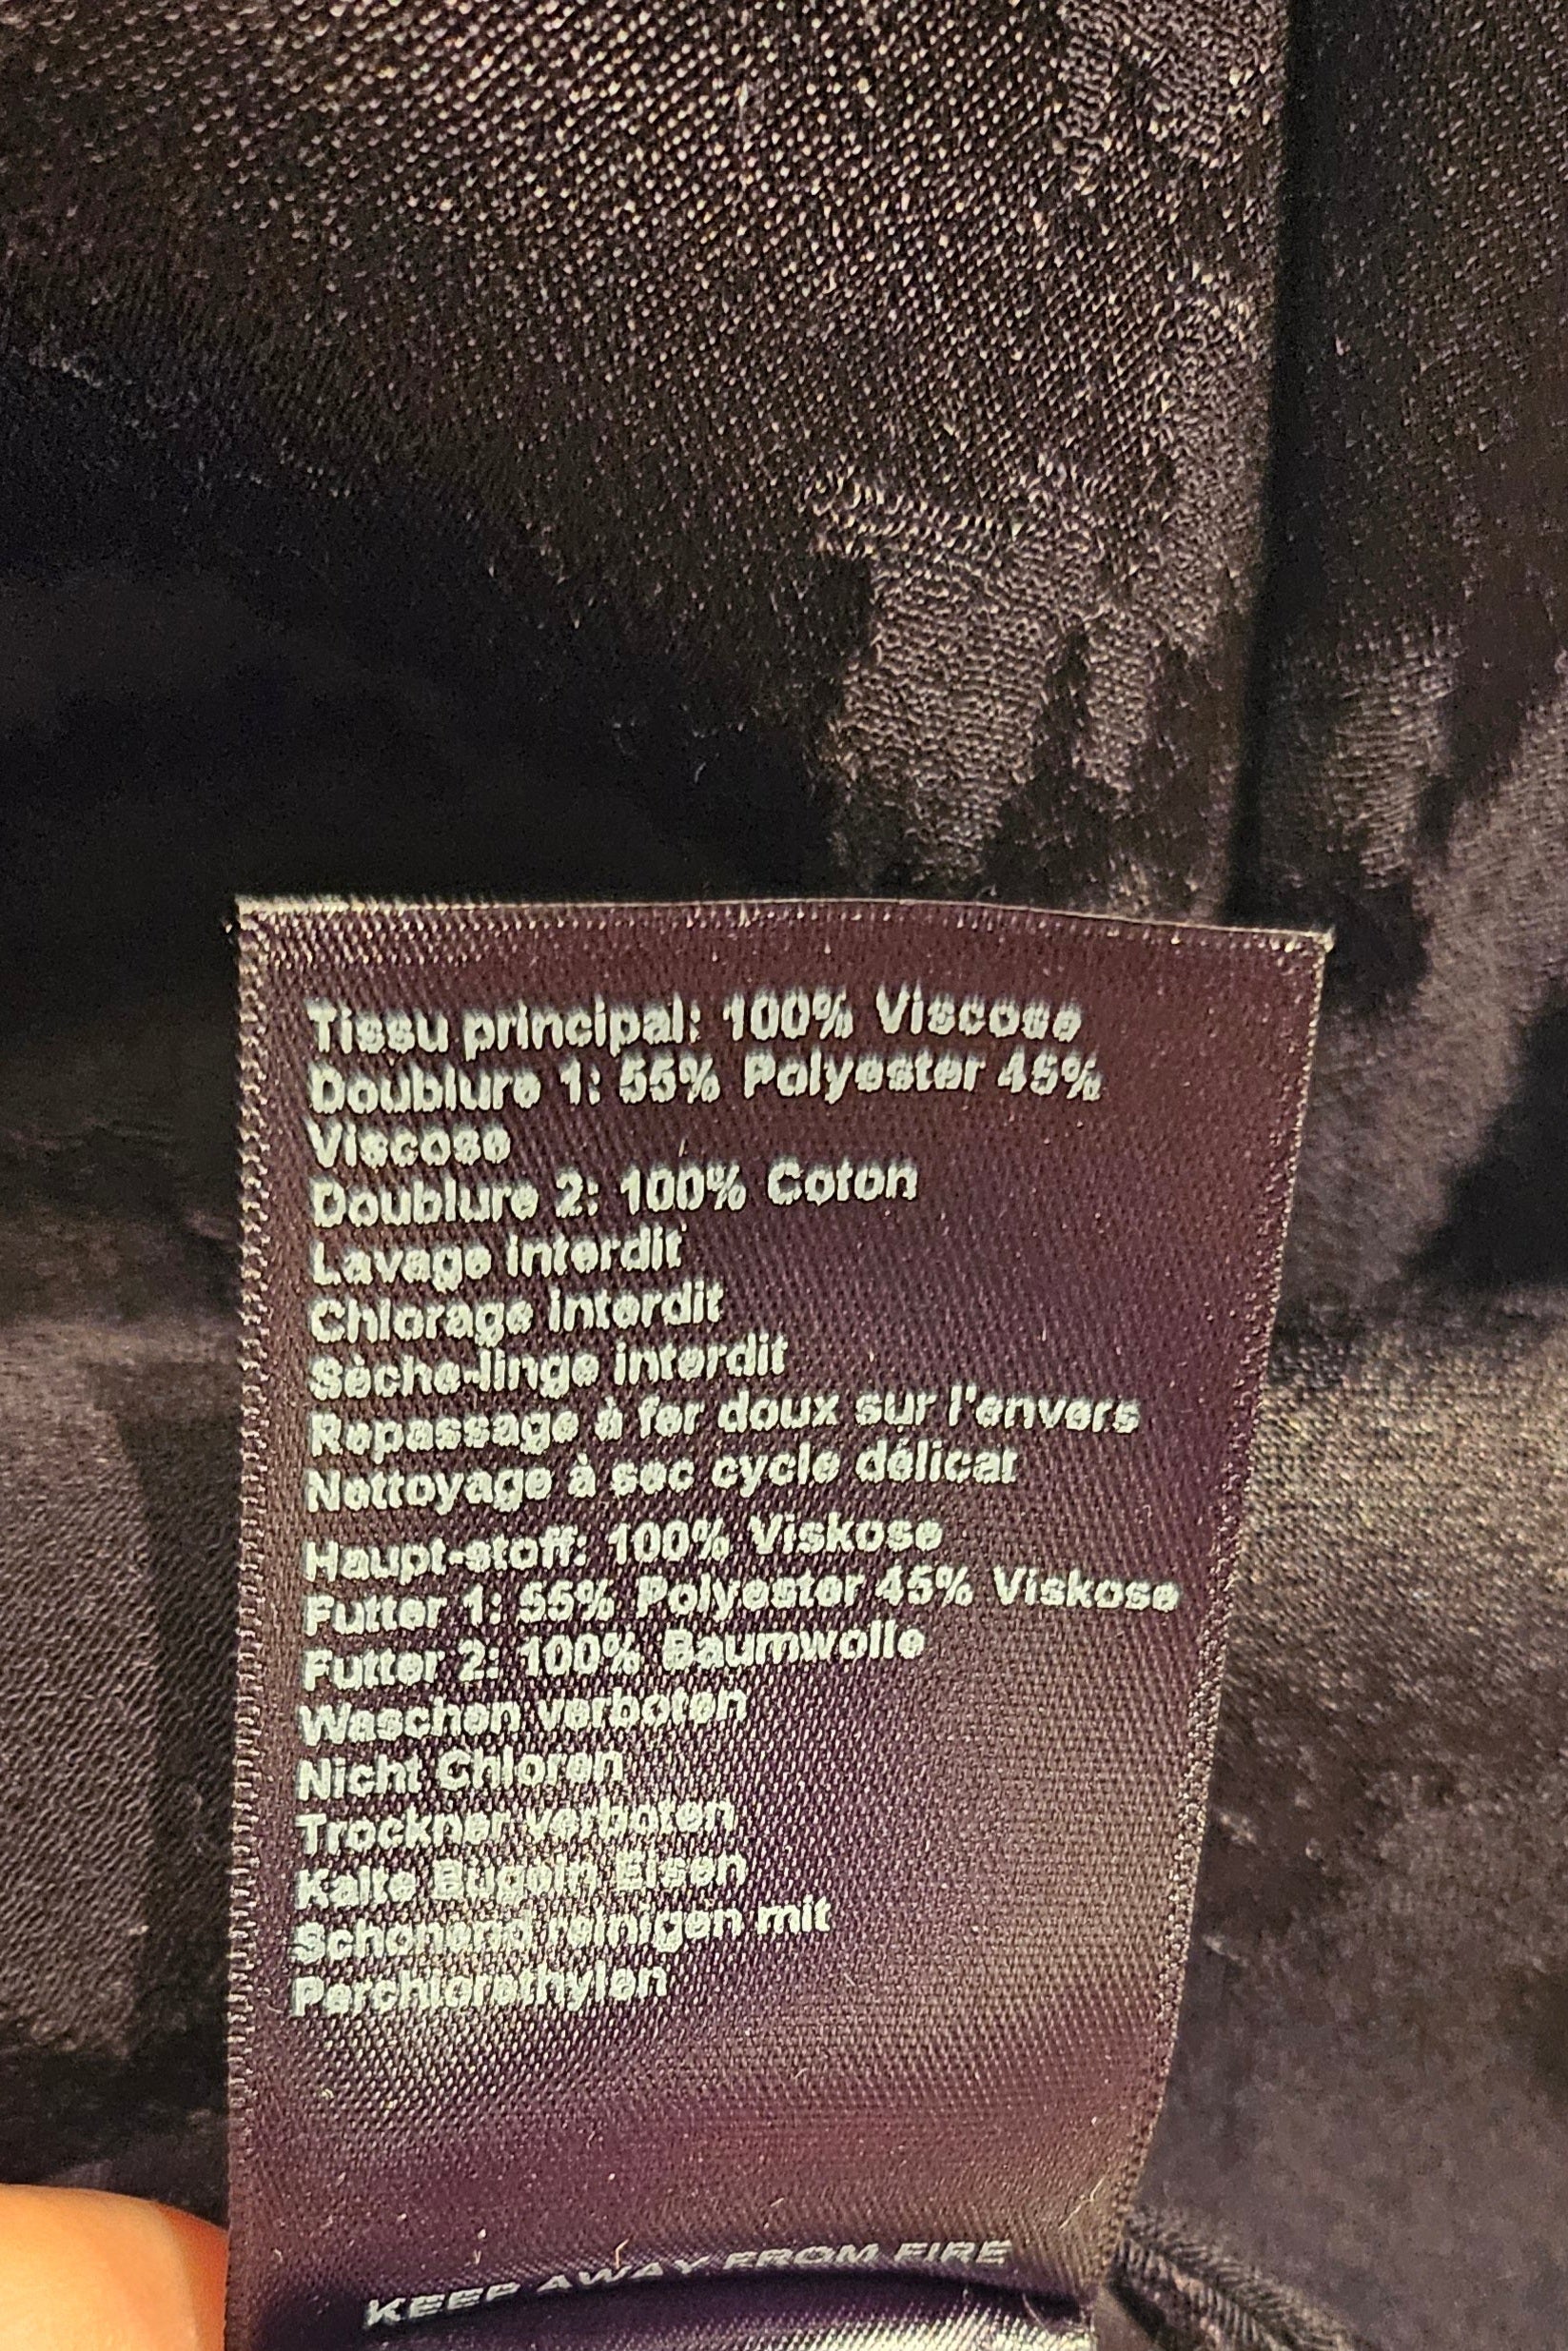 Tissu principal: 100% Viscose
Doublure 1: 55% Polyester 45%
Viscose
Doublure 2: 100% Coton
Lavage interdit
Chlorage interdit
Sèche-linge interdit
Repassage à fer doux sur l'envers
Nettoyage à sec cycle délicat
Haupt-stoff: 100% Viskose
Futter 1: 55% Polyester 45% Viskose
Futter 2: 100% Baumwolle
Waschen verboten
Nicht Chloren
Trockner verboten
Kalte Bugeln Eisen
Schonend reinigen mit
Perchlorathylen
KEEP AWAY FROM FIRE